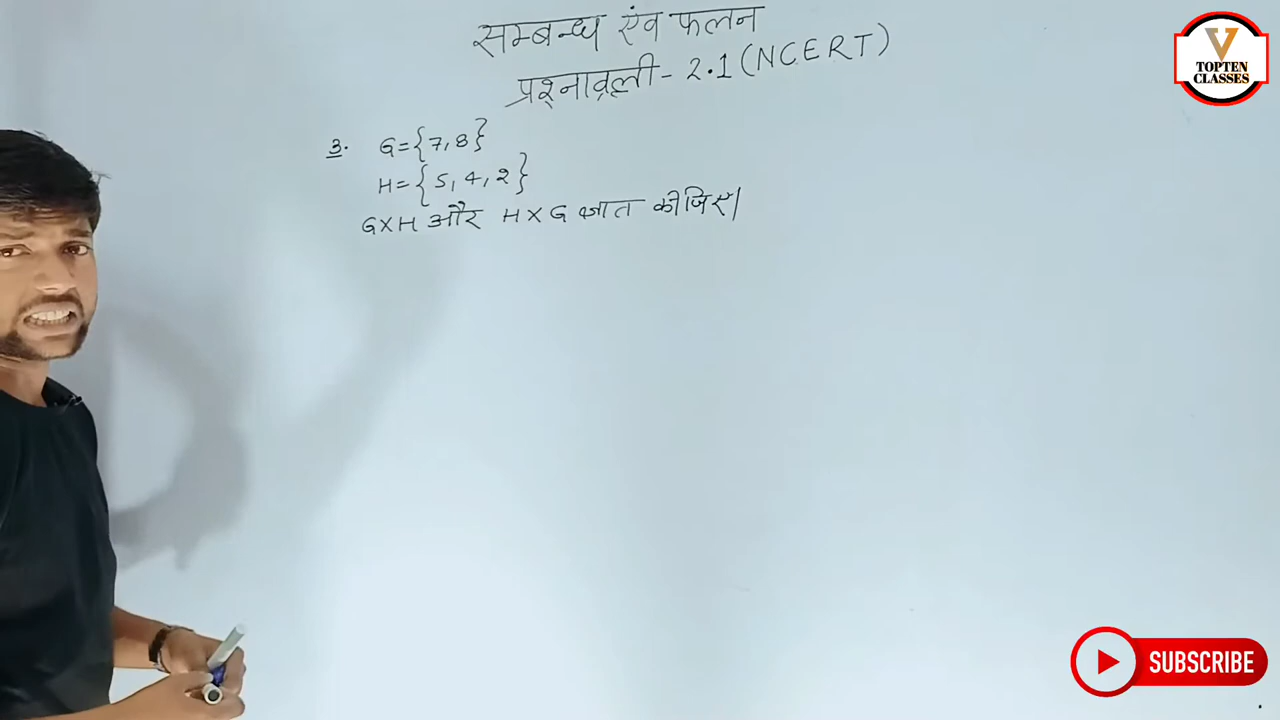 सम्बन्ध एंव फलन
प्रश्नावली - 2.1 (NCERT)
3. G = {7, 8}
H = {5, 4, 2}
G×H और H×G ज्ञात कीजिए।
V
TOPTEN
CLASSES
SUBSCRIBE